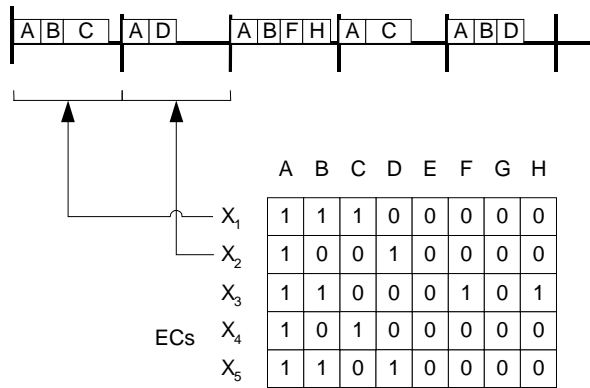 A B C A D A B F H A C A B D
A B C D E F G H
X1 1 1 1 0 0 0 0 0
X2 1 0 0 1 0 0 0 0
X3 1 1 0 0 0 1 0 1
ECs X4 1 0 1 0 0 0 0 0
X5 1 1 0 1 0 0 0 0